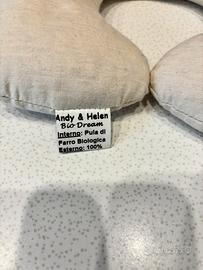 Andy & Helen
Bio Dream
Interno: Pula di
Farro Biologica
Esterno: 100%